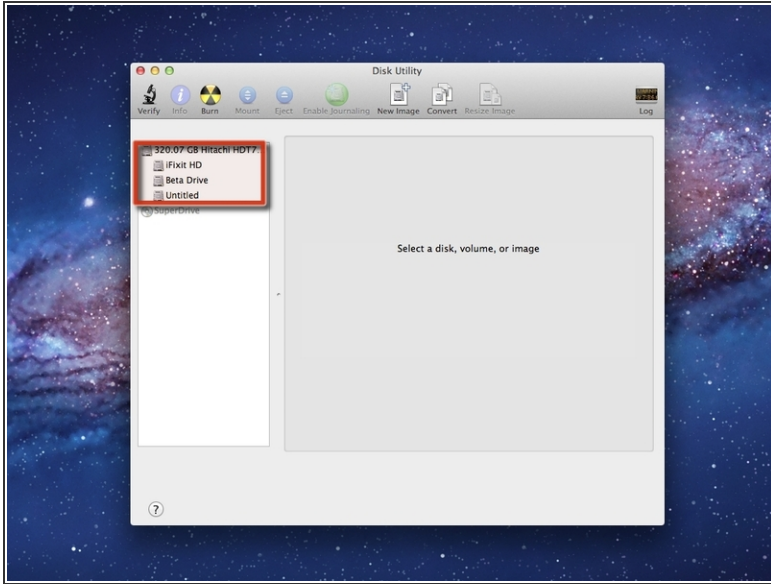 Disk Utility
Verify Info Burn Mount Eject Enable Journaling New Image Convert Resize Image Log
320.07 GB Hitachi HDT7...
iFixit HD
Beta Drive
Untitled
SuperDrive
Select a disk, volume, or image
?